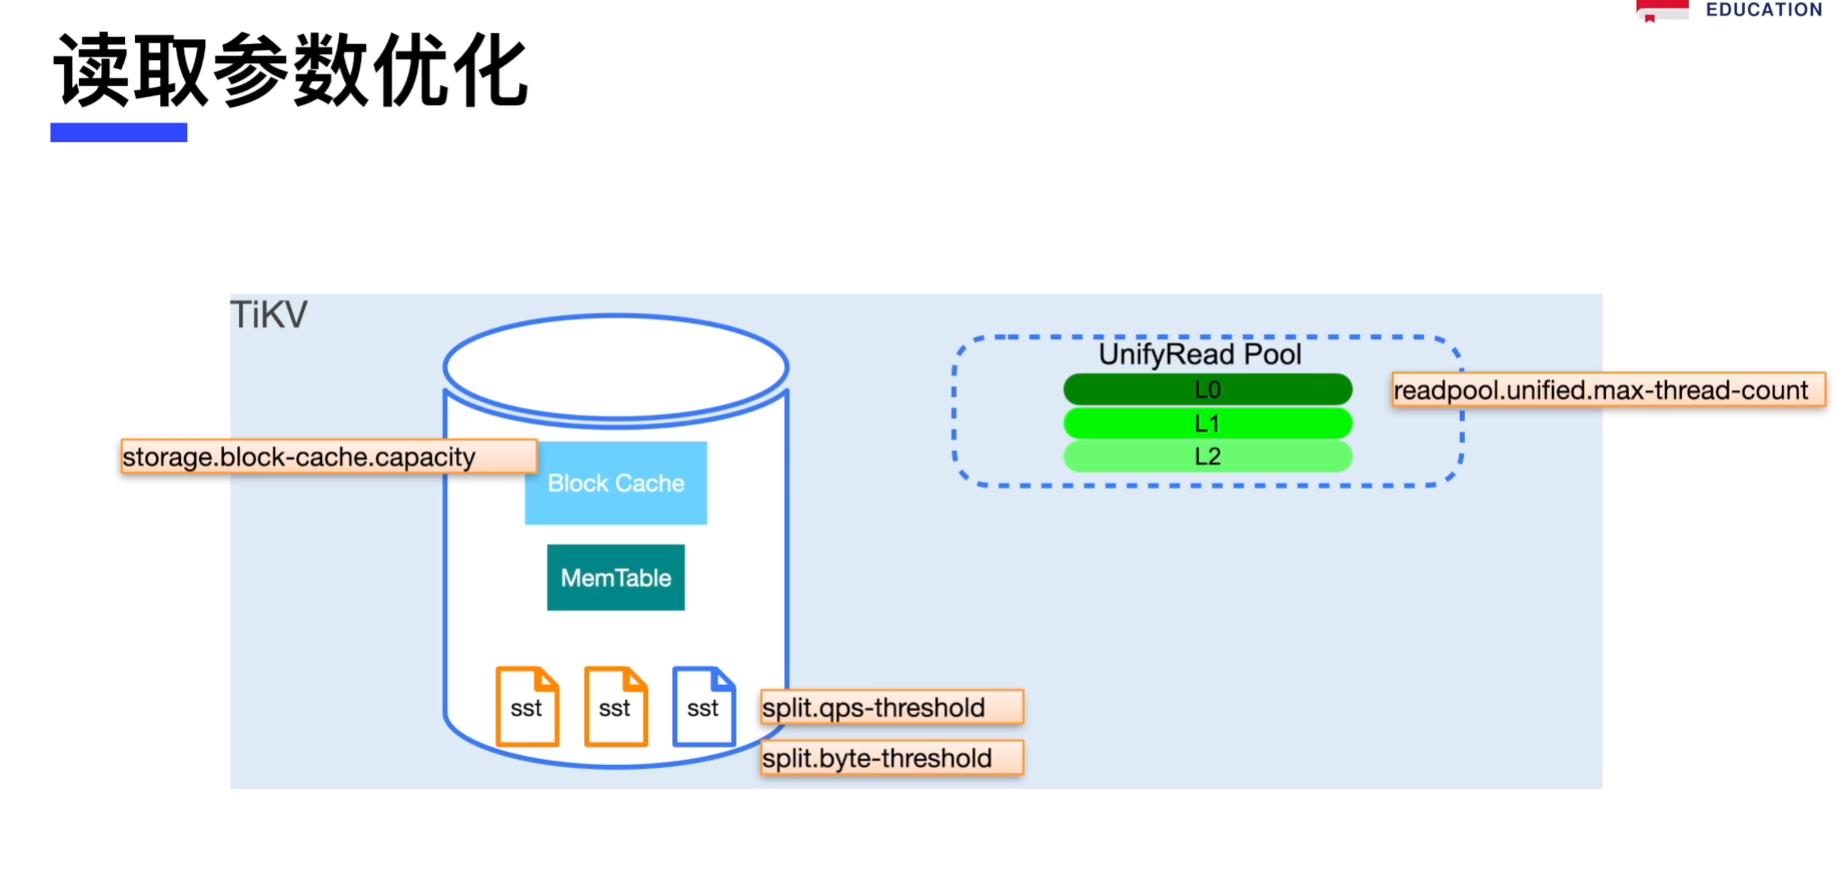 EDUCATION
读取参数优化
TiKV
UnifyRead Pool
L0
readpool.unified.max-thread-count
L1
L2
storage.block-cache.capacity
Block Cache
MemTable
sst
sst
sst
split.qps-threshold
split.byte-threshold